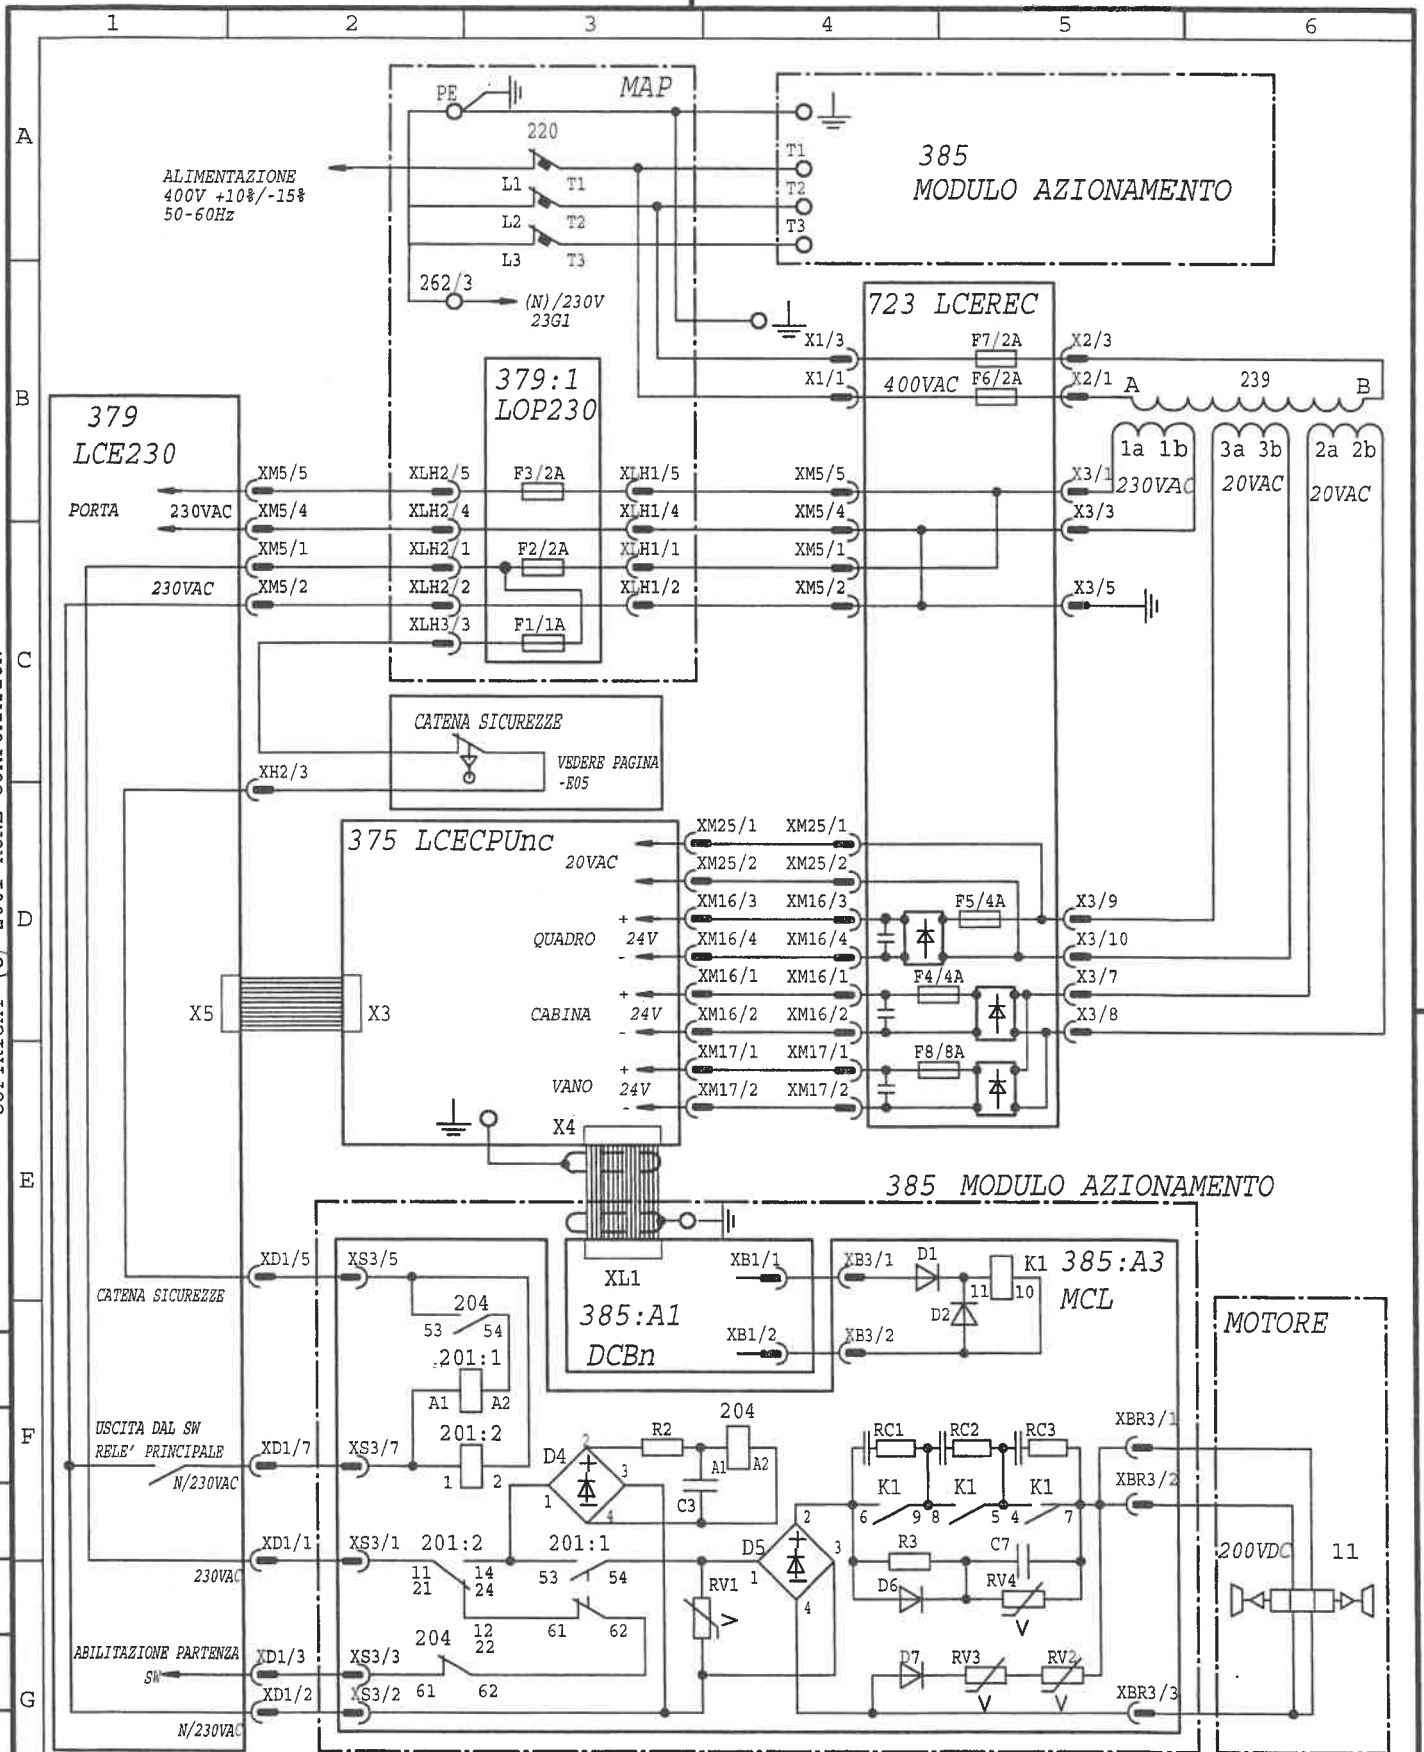 1 2 3 4 5 6
A
PE
MAP
220
T1
385
MODULO AZIONAMENTO
ALIMENTAZIONE
400V +10%/-15%
50-60Hz
L1 T1
T2
L2 T2
T3
L3 T3
262/3
(N)/230V
23G1
723 LCEREC
X1/3 F7/2A X2/3
B
379:1
LOP230
X1/1 400VAC F6/2A X2/1 A 239 B
379
LCE230
1a 1b 3a 3b 2a 2b
XM5/5 XLH2/5 F3/2A XLH1/5 XM5/5 X3/1 230VAC 20VAC 20VAC
PORTA 230VAC XM5/4 XLH2/4 XLH1/4 XM5/4 X3/3
XM5/1 XLH2/1 F2/2A XLH1/1 XM5/1
230VAC XM5/2 XLH2/2 XLH1/2 XM5/2 X3/5
XLH3/3 F1/1A
C
CATENA SICUREZZE
VEDERE PAGINA
-E05
XH2/3
375 LCECPUnc
20VAC
XM25/1 XM25/1
XM25/2 XM25/2
D
+ XM16/3 XM16/3 F5/4A X3/9
QUADRO 24V
- XM16/4 XM16/4 X3/10
+ XM16/1 XM16/1 F4/4A X3/7
X5 X3
CABINA 24V
- XM16/2 XM16/2 X3/8
+ XM17/1 XM17/1 F8/8A
VANO 24V
- XM17/2 XM17/2
X4
E
385 MODULO AZIONAMENTO
XD1/5 XS3/5 XL1 XB1/1 XB3/1 D1 K1 385:A3
MCL
11 10
CATENA SICUREZZE
204
53 54
385:A1
DCBn
D2
XB1/2 XB3/2
MOTORE
201:1
A1 A2
F
USCITA DAL SW
RELE' PRINCIPALE
N/230VAC
XD1/7 XS3/7
201:2
1 2
D4
2
3
1
4
R2
204
A1 A2
C3
RC1 RC2 RC3
XBR3/1
XBR3/2
K1 K1 K1
6 9 8 5 4 7
XD1/1 XS3/1 201:2 201:1
230VAC
11 14
21 24
53 54
D5
2
3
1
4
R3 C7
200VDC 11
RV1
D6 RV4
V
V
12
22
61 62
G
ABILITAZIONE PARTENZA
SW
XD1/3 XS3/3
204
61 62
D7 RV3 RV2
V V
XD1/2 XS3/2 XBR3/3
N/230VAC